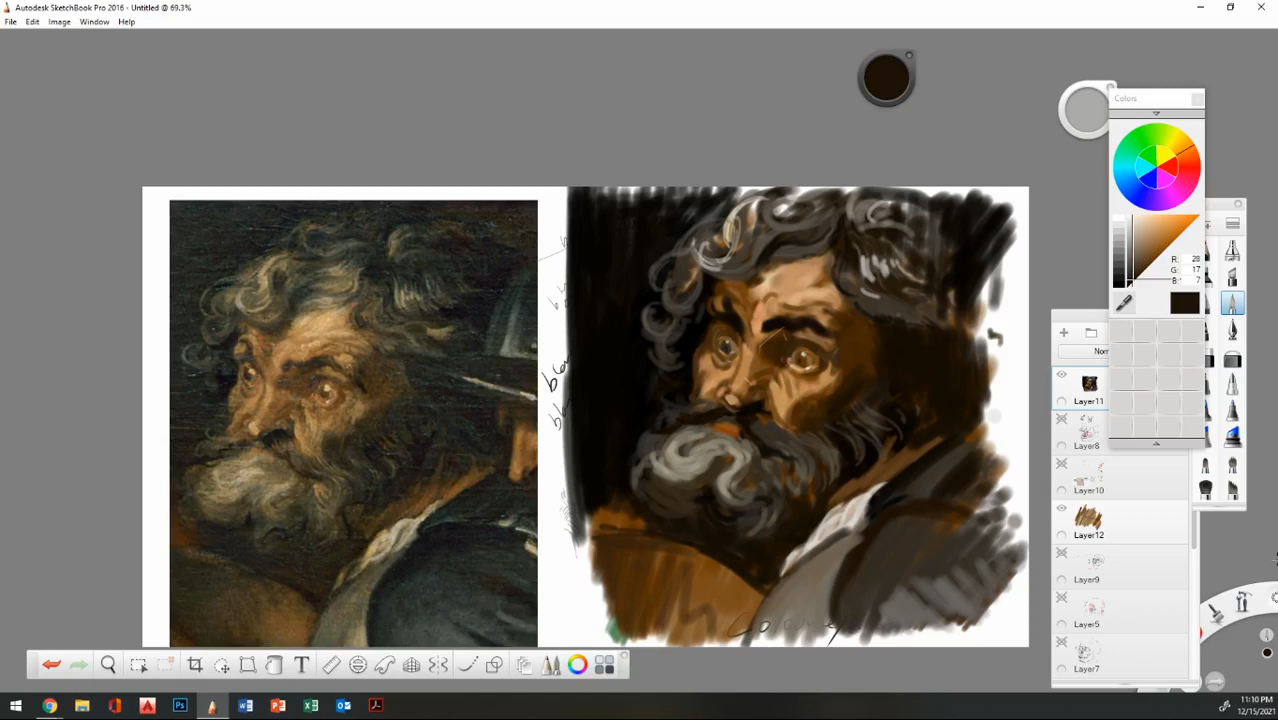 Autodesk SketchBook Pro 2016 - Untitled @ 69.3%
File Edit Image Window Help
Colors
R: 28
G: 17
B: 7
Layer11
Layer8
Layer10
Layer12
Layer9
Layer5
Layer7
T
11:10 PM
12/15/2021